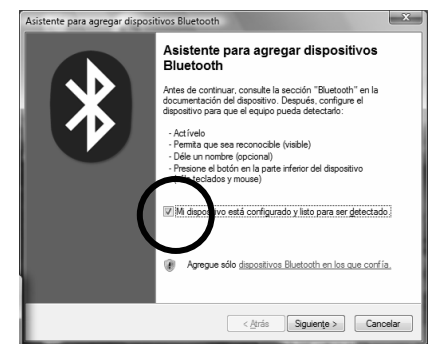 Asistente para agregar dispositivos Bluetooth
Asistente para agregar dispositivos
Bluetooth
Antes de continuar, consulte la sección "Bluetooth" en la
documentación del dispositivo. Después, configure el
dispositivo para que el equipo pueda detectarlo:
- Actívelo
- Permita que sea reconocible (visible)
- Déle un nombre (opcional)
- Presione el botón en la parte inferior del dispositivo
teclados y mouse)
Mi dispositivo está configurado y listo para ser detectado.
Agregue sólo dispositivos Bluetooth en los que confía.
< Atrás Siguiente > Cancelar